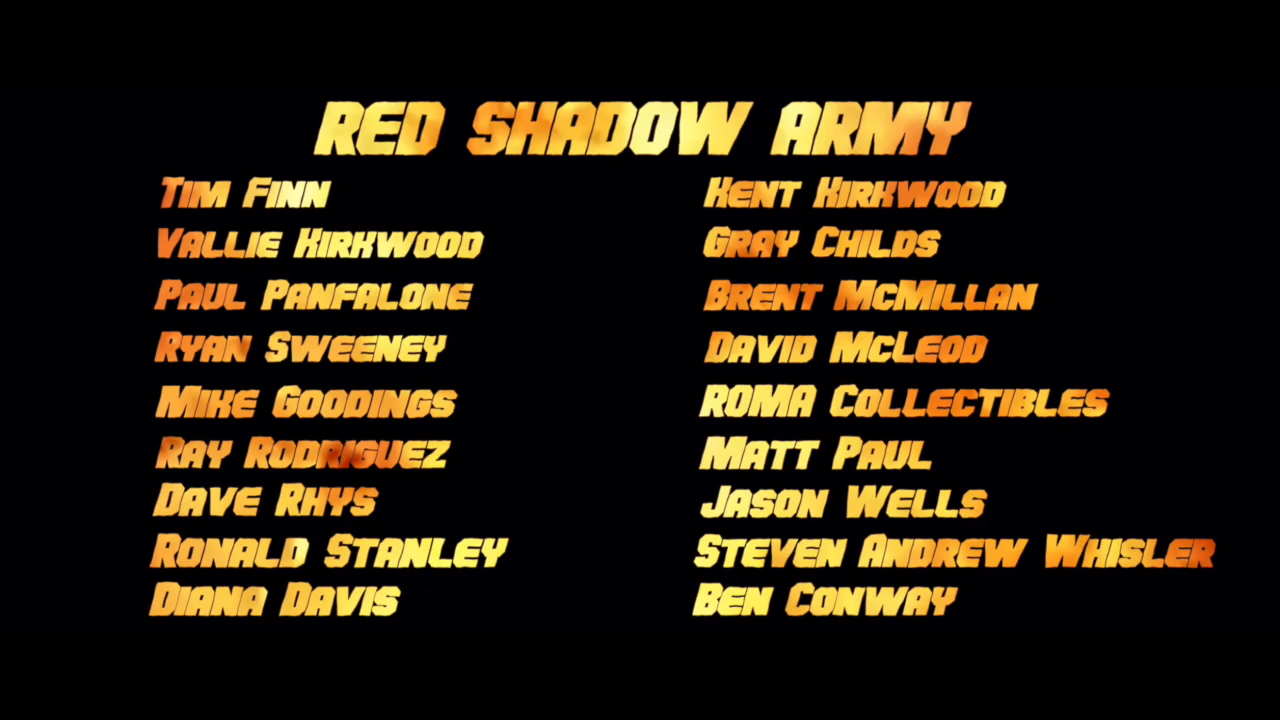 RED SHADOW ARMY
TIM FINN
VALLIE KIRKWOOD
PAUL PANFALONE
RYAN SWEENEY
MIKE GOODINGS
RAY RODRIGUEZ
DAVE RHYS
RONALD STANLEY
DIANA DAVIS
KENT KIRKWOOD
GRAY CHILDS
BRENT MCMILLAN
DAVID MCLEOD
ROMA COLLECTIBLES
MATT PAUL
JASON WELLS
STEVEN ANDREW WHISLER
BEN CONWAY